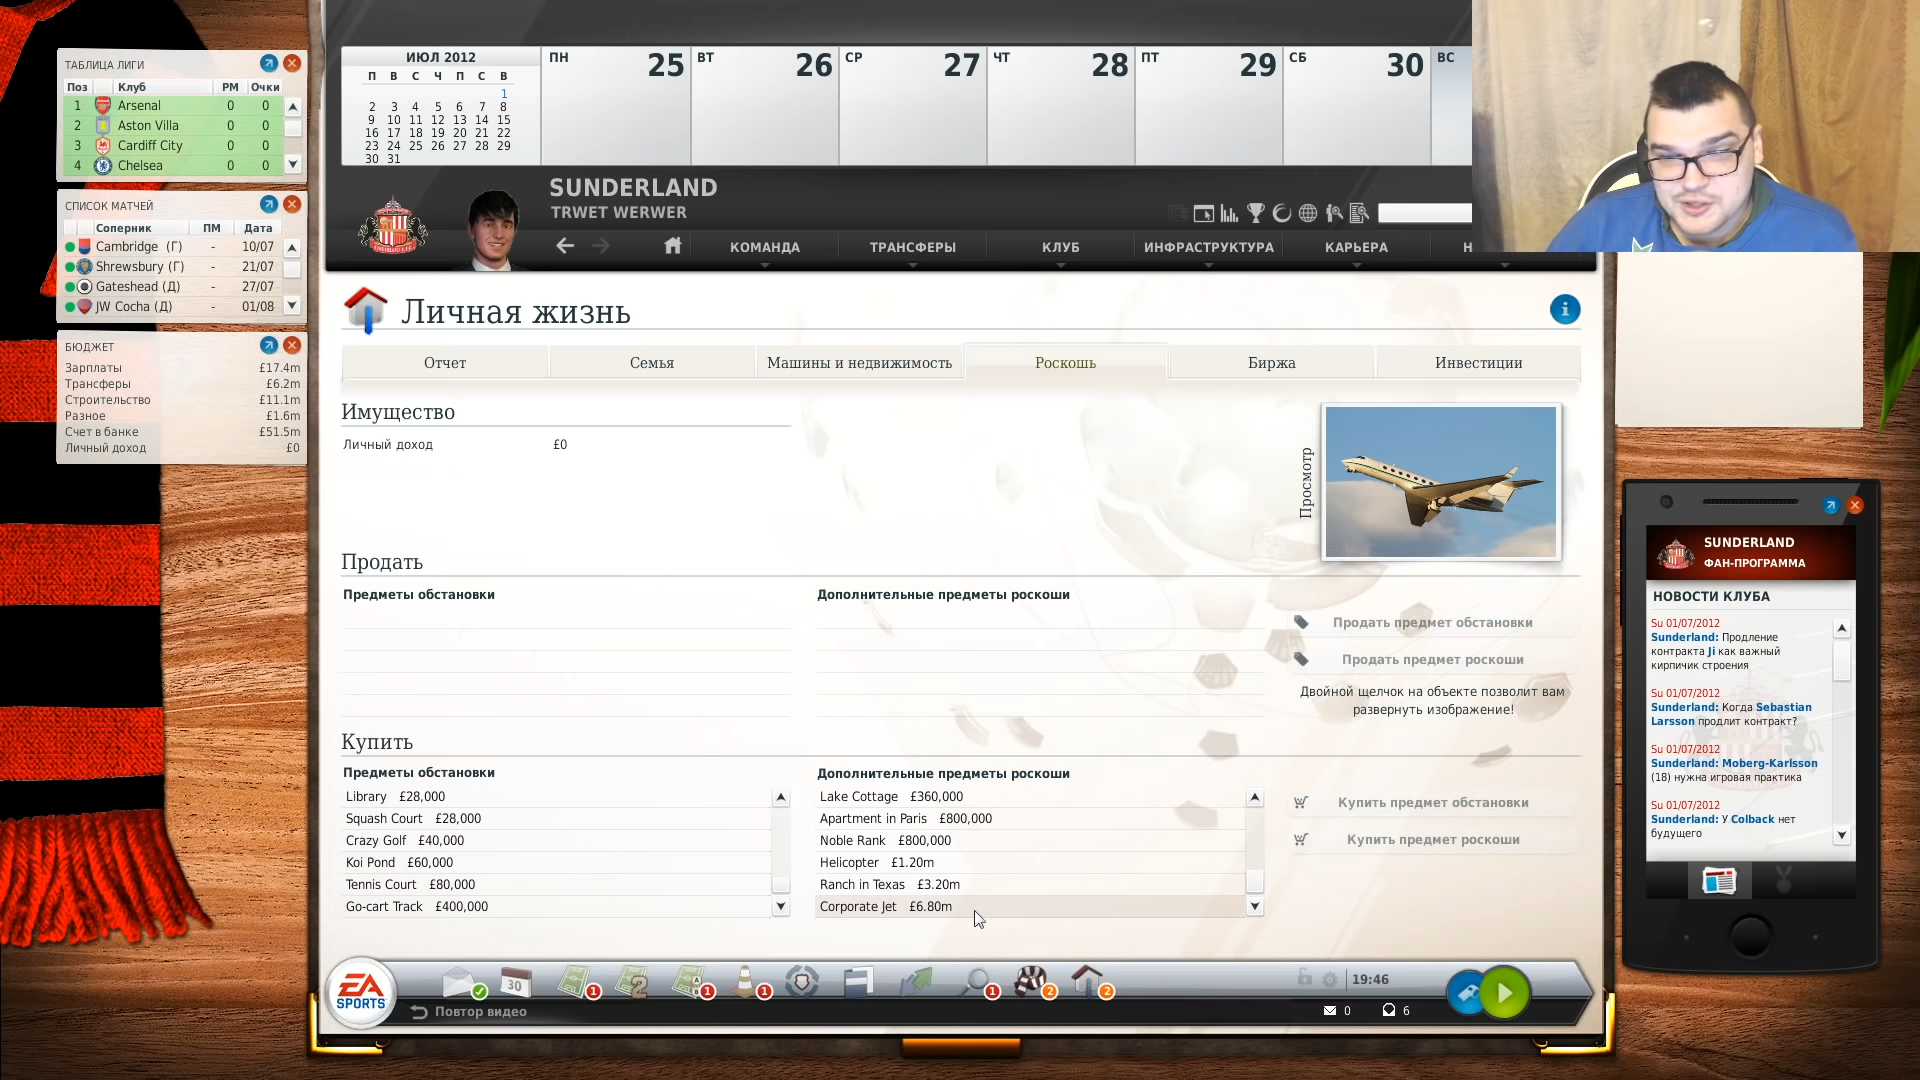 ТАБЛИЦА ЛИГИ
Поз Клуб РМ Очки
1 Arsenal 0 0
2 Aston Villa 0 0
3 Cardiff City 0 0
4 Chelsea 0 0
СПИСОК МАТЧЕЙ
Соперник ПМ Дата
Cambridge (Г) - 10/07
Shrewsbury (Г) - 21/07
Gateshead (Д) - 27/07
JW Cocha (Д) - 01/08
БЮДЖЕТ
Зарплаты £17.4m
Трансферы £6.2m
Строительство £11.1m
Разное £1.6m
Счет в банке £51.5m
Личный доход £0
ИЮЛ 2012
П В С Ч П С В
1
2 3 4 5 6 7 8
9 10 11 12 13 14 15
16 17 18 19 20 21 22
23 24 25 26 27 28 29
30 31
ПН 25 ВТ 26 СР 27 ЧТ 28 ПТ 29 СБ 30 ВС
SUNDERLAND
TRWET WERWER
КОМАНДА ТРАНСФЕРЫ КЛУБ ИНФРАСТРУКТУРА КАРЬЕРА Н
Личная жизнь
Отчет Семья Машины и недвижимость Роскошь Биржа Инвестиции
Имущество
Личный доход £0
Просмотр
Продать
Предметы обстановки Дополнительные предметы роскоши
Продать предмет обстановки
Продать предмет роскоши
Двойной щелчок на объекте позволит вам
развернуть изображение!
Купить
Предметы обстановки Дополнительные предметы роскоши
Library £28,000 Lake Cottage £360,000
Squash Court £28,000 Apartment in Paris £800,000
Crazy Golf £40,000 Noble Rank £800,000
Koi Pond £60,000 Helicopter £1.20m
Tennis Court £80,000 Ranch in Texas £3.20m
Go-cart Track £400,000 Corporate Jet £6.80m
Купить предмет обстановки
Купить предмет роскоши
SUNDERLAND
ФАН-ПРОГРАММА
НОВОСТИ КЛУБА
Su 01/07/2012
Sunderland: Продление
контракта Ji как важный
кирпичик строения
Su 01/07/2012
Sunderland: Когда Sebastian
Larsson продлит контракт?
Su 01/07/2012
Sunderland: Moberg-Karlsson
(18) нужна игровая практика
Su 01/07/2012
Sunderland: У Colback нет
будущего
EA
SPORTS
30 1 2 1 1 1 2 2
19:46
Повтор видео
0 6